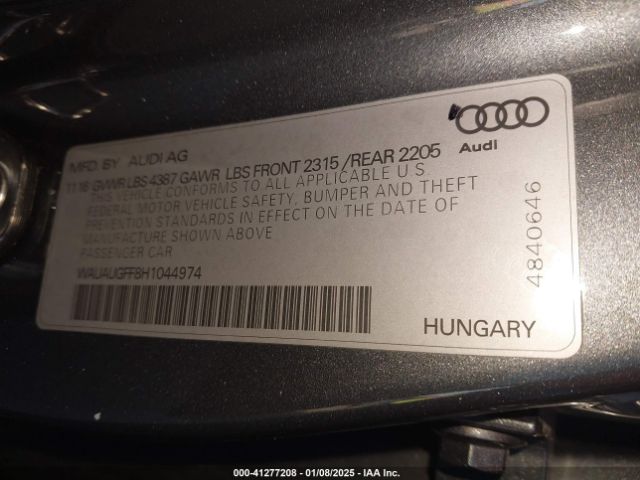 MFD. BY AUDI AG
11 16 GVWR LBS 4387 GAWR LBS FRONT 2315 / REAR 2205
THIS VEHICLE CONFORMS TO ALL APPLICABLE U.S
FEDERAL MOTOR VEHICLE SAFETY, BUMPER AND THEFT
PREVENTION STANDARDS IN EFFECT ON THE DATE OF
MANUFACTURE SHOWN ABOVE
PASSENGER CAR
WAUAUGFF8H1044974
Audi
4840646
HUNGARY
000-41277208 | 01/08/2025 | IAA Inc.